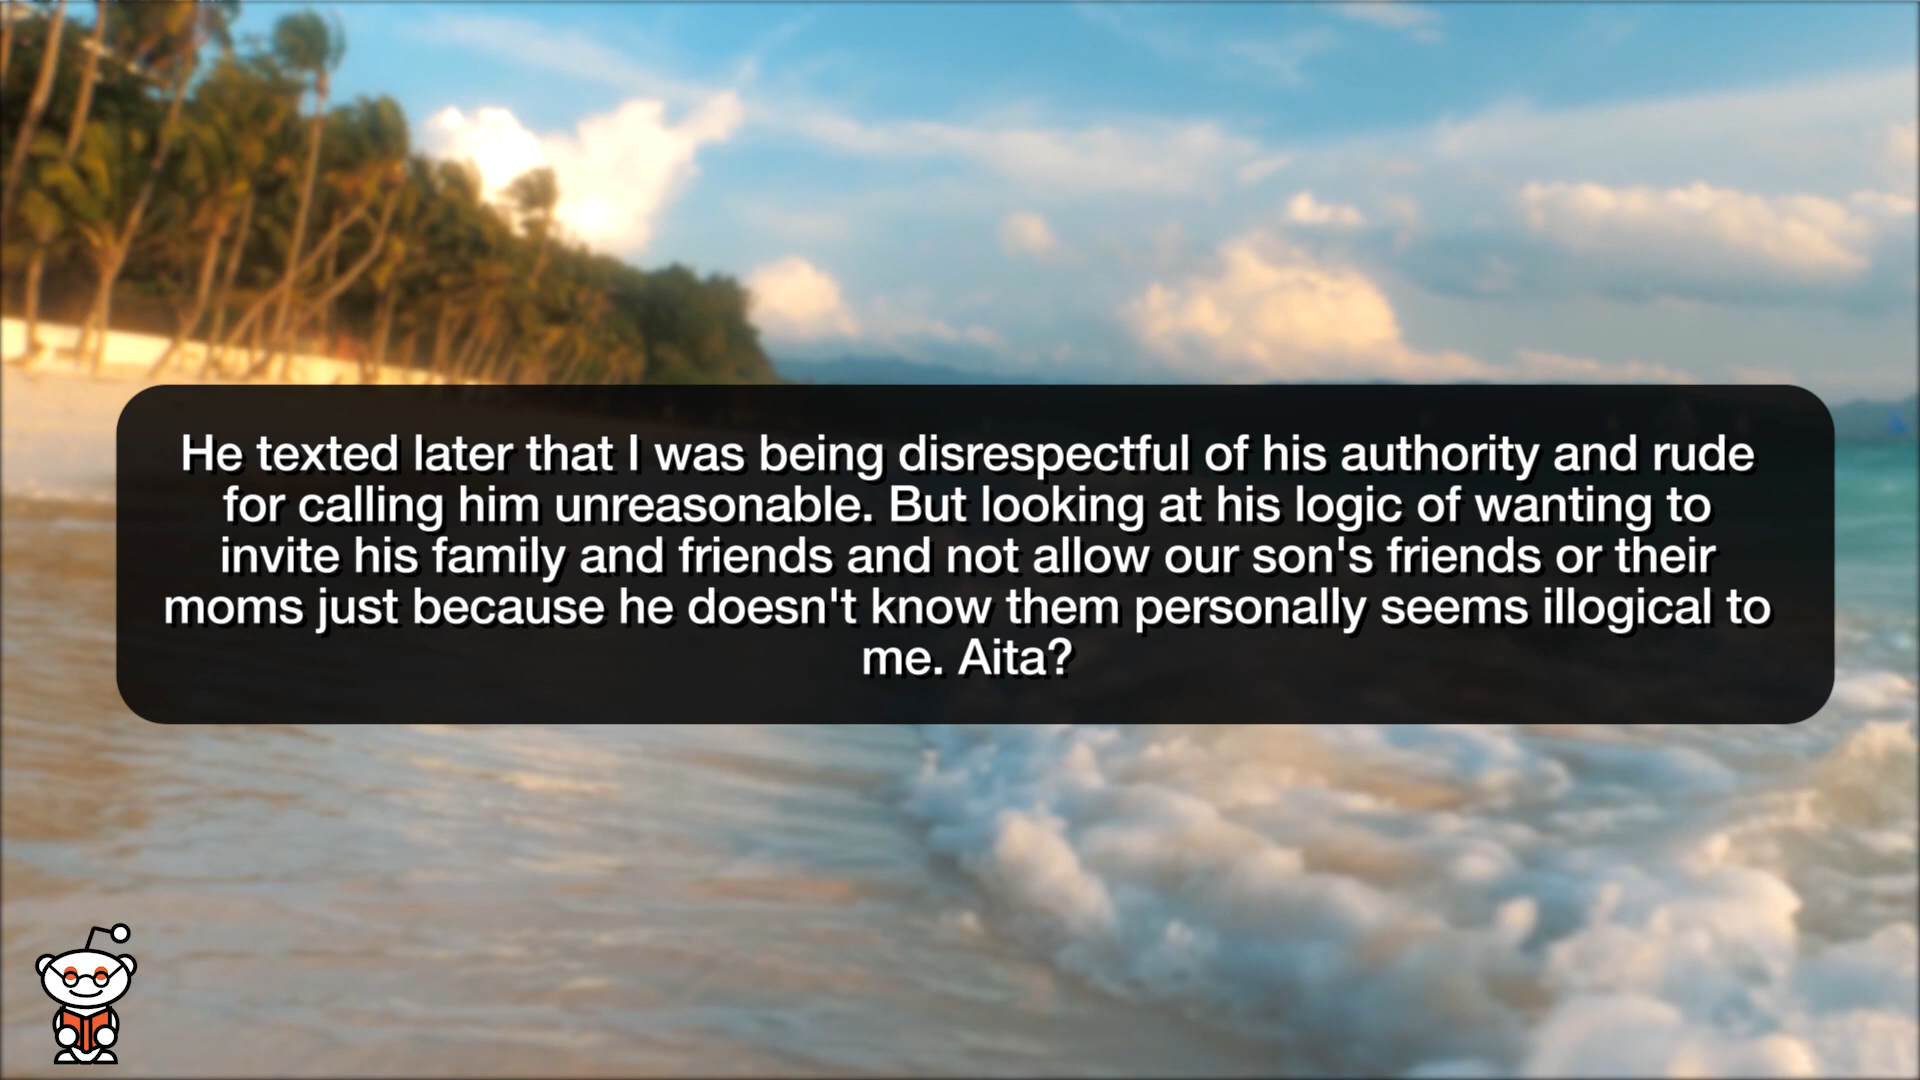 He texted later that I was being disrespectful of his authority and rude
for calling him unreasonable. But looking at his logic of wanting to
invite his family and friends and not allow our son's friends or their
moms just because he doesn't know them personally seems illogical to
me. Aita?